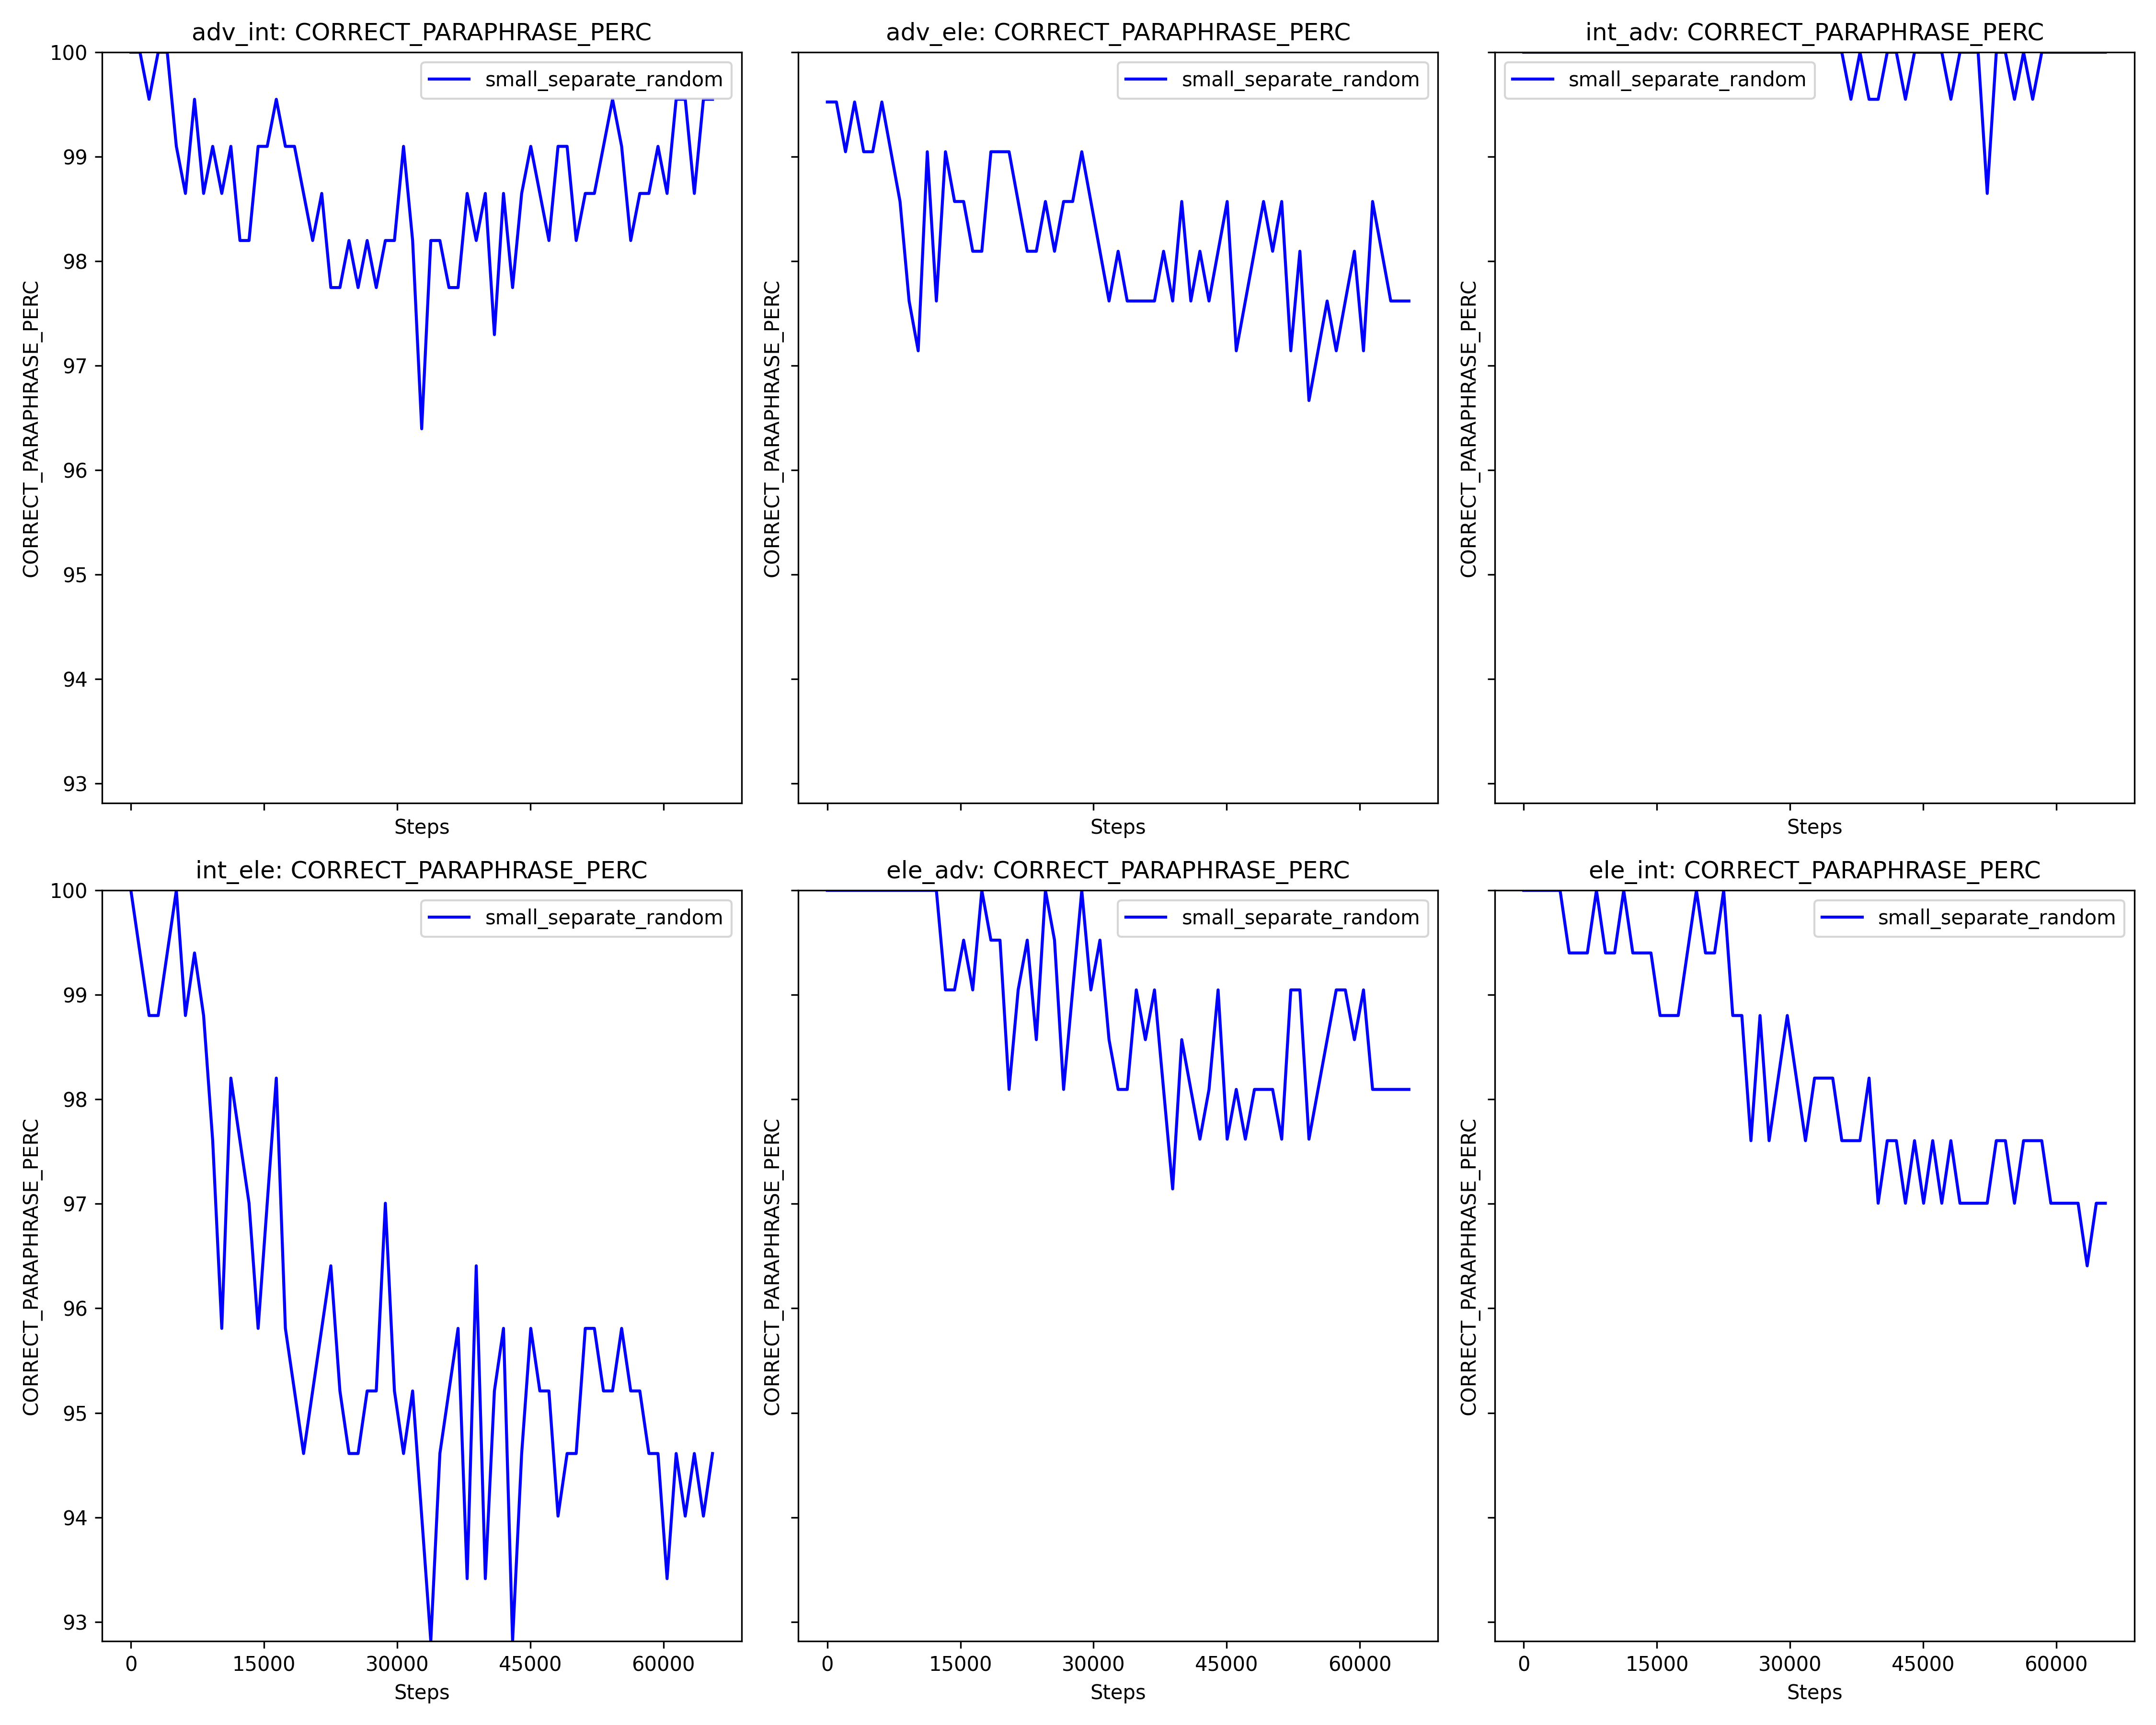 adv_int: CORRECT_PARAPHRASE_PERC
adv_ele: CORRECT_PARAPHRASE_PERC
int_adv: CORRECT_PARAPHRASE_PERC
small_separate_random
small_separate_random
small_separate_random
CORRECT_PARAPHRASE_PERC
CORRECT_PARAPHRASE_PERC
CORRECT_PARAPHRASE_PERC
100
99
98
97
96
95
94
93
Steps
Steps
Steps
int_ele: CORRECT_PARAPHRASE_PERC
ele_adv: CORRECT_PARAPHRASE_PERC
ele_int: CORRECT_PARAPHRASE_PERC
small_separate_random
small_separate_random
small_separate_random
CORRECT_PARAPHRASE_PERC
CORRECT_PARAPHRASE_PERC
CORRECT_PARAPHRASE_PERC
100
99
98
97
96
95
94
93
0 15000 30000 45000 60000
0 15000 30000 45000 60000
0 15000 30000 45000 60000
Steps
Steps
Steps